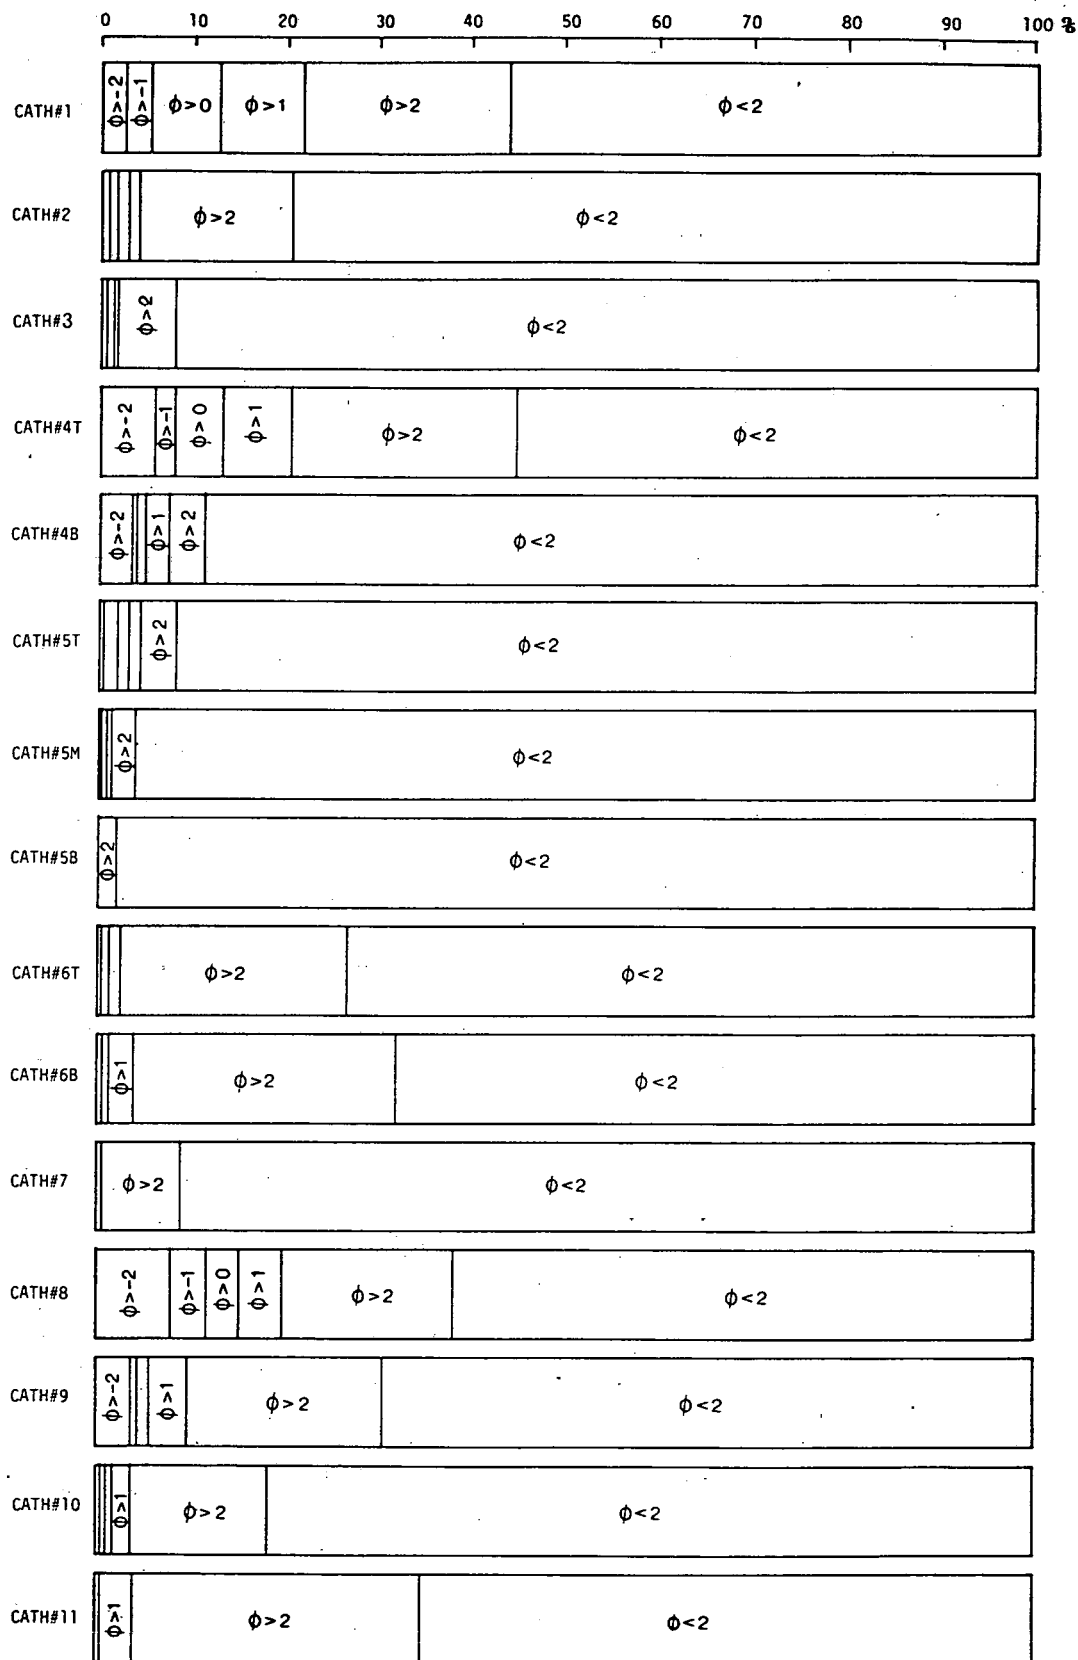 0 10 20 30 40 50 60 70 80 90 100 %
CATH#1 ϕ>-2 ϕ>-1 ϕ>0 ϕ>1 ϕ>2 ϕ<2
CATH#2 ϕ>2 ϕ<2
CATH#3 ϕ>2 ϕ<2
CATH#4T ϕ>-2 ϕ>-1 ϕ>0 ϕ>1 ϕ>2 ϕ<2
CATH#4B ϕ>-2 ϕ>1 ϕ>2 ϕ<2
CATH#5T ϕ>2 ϕ<2
CATH#5M ϕ>2 ϕ<2
CATH#5B ϕ>2 ϕ<2
CATH#6T ϕ>2 ϕ<2
CATH#6B ϕ>1 ϕ>2 ϕ<2
CATH#7 ϕ>2 ϕ<2
CATH#8 ϕ>-2 ϕ>-1 ϕ>0 ϕ>1 ϕ>2 ϕ<2
CATH#9 ϕ>-2 ϕ>1 ϕ>2 ϕ<2
CATH#10 ϕ>1 ϕ>2 ϕ<2
CATH#11 ϕ>1 ϕ>2 ϕ<2